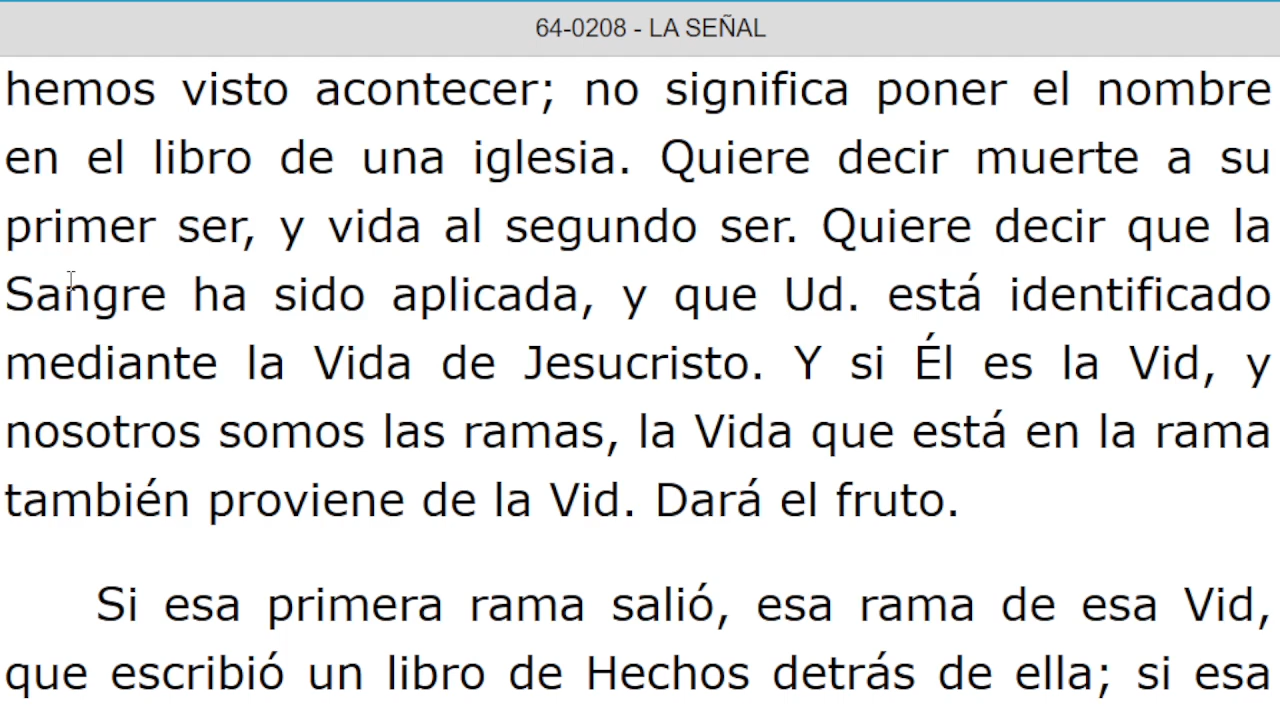 64-0208 - LA SEÑAL
hemos visto acontecer; no significa poner el nombre
en el libro de una iglesia. Quiere decir muerte a su
primer ser, y vida al segundo ser. Quiere decir que la
Sangre ha sido aplicada, y que Ud. está identificado
mediante la Vida de Jesucristo. Y si Él es la Vid, y
nosotros somos las ramas, la Vida que está en la rama
también proviene de la Vid. Dará el fruto.
Si esa primera rama salió, esa rama de esa Vid,
que escribió un libro de Hechos detrás de ella; si esa